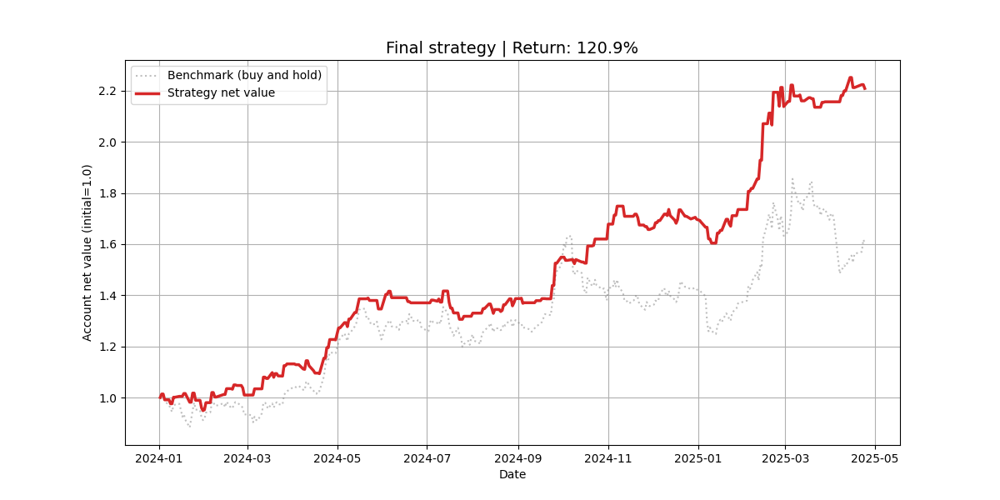 Final strategy | Return: 120.9%
Benchmark (buy and hold)
Strategy net value
Account net value (initial=1.0)
2.2
2.0
1.8
1.6
1.4
1.2
1.0
2024-01 2024-03 2024-05 2024-07 2024-09 2024-11 2025-01 2025-03 2025-05
Date